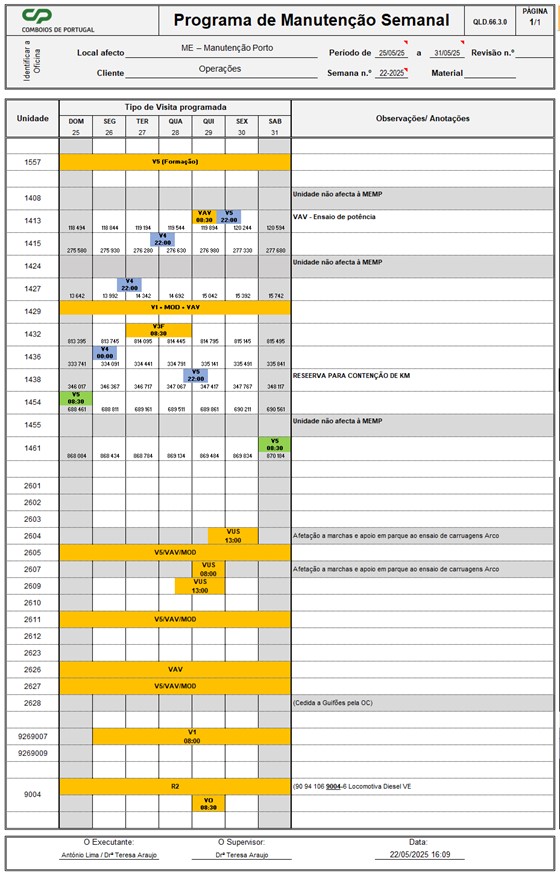 CP
COMBOIOS DE PORTUGAL
Programa de Manutenção Semanal
QLD.66.3.0
PÁGINA
1/1
Identificar a Oficina
Local afecto ME – Manutenção Porto Periodo de 25/05/25 a 31/05/25 Revisão n.º
Cliente Operações Semana n.º 22-2025 Material
Unidade Tipo de Visita programada Observações/ Anotações
DOM SEG TER QUA QUI SEX SAB
25 26 27 28 29 30 31
1557 V5 (Formação)
1408 Unidade não afecta à MEMP
1413 VAV 08:30 V5 22:00 VAV - Ensaio de potência
118 494 118 844 119 194 119 544 119 894 120 244 120 594
1415 V4 22:00
275 580 275 930 276 280 276 630 276 980 277 330 277 680
1424 Unidade não afecta à MEMP
1427 V4 22:00
13 642 13 992 14 342 14 692 15 042 15 392 15 742
1429 V1 + MOD + VAV
1432 V3F 08:30
813 395 813 745 814 095 814 445 814 795 815 145 815 495
1436 V4 00:00
333 741 334 091 334 441 334 791 335 141 335 491 335 841
1438 V5 22:00 RESEERVA PARA CONTENÇÃO DE KM
346 017 346 367 346 717 347 067 347 417 347 767 348 117
1454 V5 08:30
688 461 688 811 689 161 689 511 689 861 690 211 690 561
1455 Unidade não afecta à MEMP
1461 V5 08:30
868 084 868 434 868 784 869 134 869 484 869 834 870 184
2601
2602
2603
2604 VUS 13:00 Afetação a marchas e apoio em parque ao ensaio de carruagens Arco
2605 V5/VAV/MOD
2607 VUS 08:00 Afetação a marchas e apoio em parque ao ensaio de carruagens Arco
2609 VUS 13:00
2610
2611 V5/VAV/MOD
2612
2623
2626 VAV
2627 V5/VAV/MOD
2628 (Cedida a Guifões pela OC)
9269007 V1 08:00
9269009
9004 R2 (90 94 106 9004-6 Locomotiva Diesel VE
VO 08:30
O Executante: O Supervisor: Data:
António Lima / Drª Teresa Araujo Drª Teresa Araujo 22/05/2025 16:09